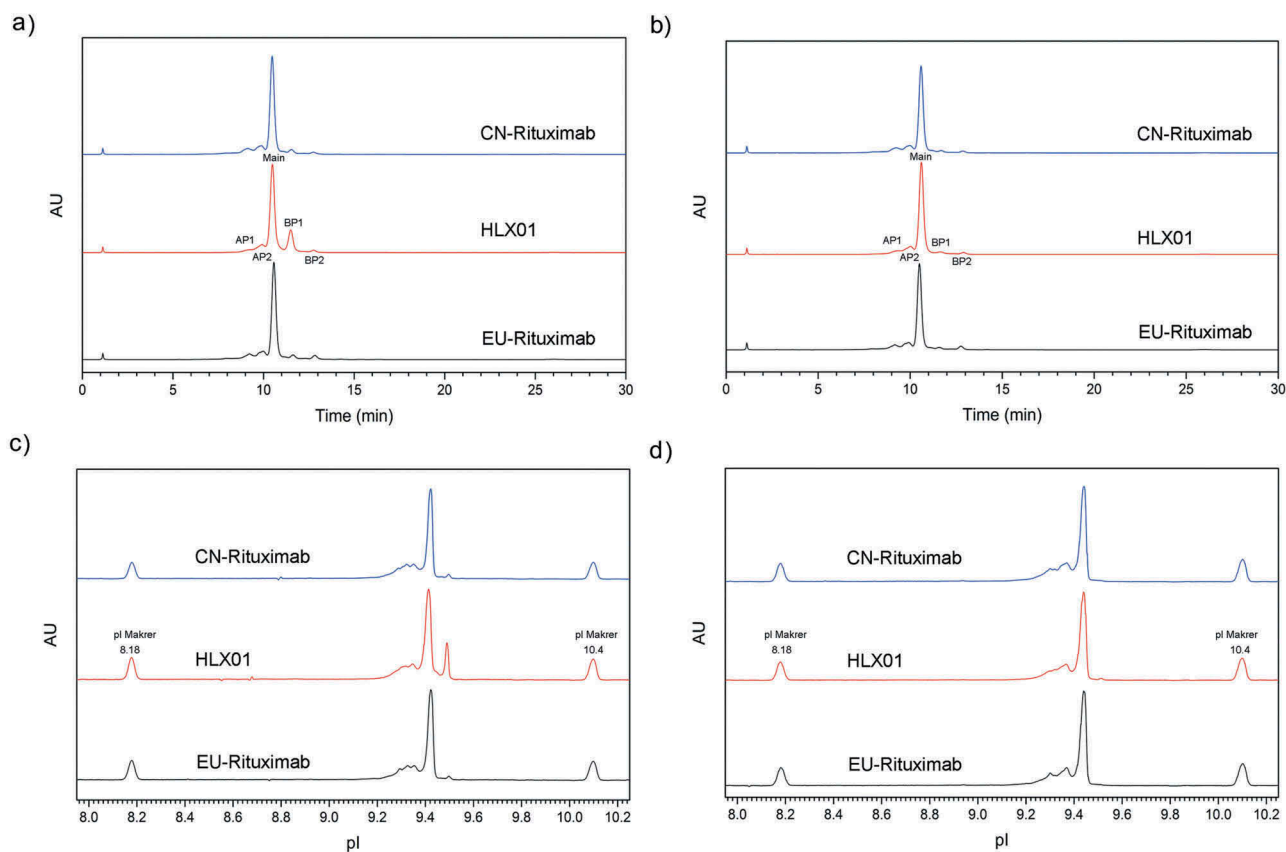 a)
CN-Rituximab
Main
BP1
HLX01
AP1
AP2
BP2
EU-Rituximab
AU
0 5 10 15 20 25 30
Time (min)
b)
CN-Rituximab
Main
HLX01
AP1
BP1
AP2
BP2
EU-Rituximab
AU
0 5 10 15 20 25 30
Time (min)
c)
CN-Rituximab
pI Makrer
8.18
HLX01
pI Makrer
10.4
EU-Rituximab
AU
8.0 8.2 8.4 8.6 8.8 9.0 9.2 9.4 9.6 9.8 10.0 10.2
pI
d)
CN-Rituximab
pI Makrer
8.18
HLX01
pI Makrer
10.4
EU-Rituximab
AU
8.0 8.2 8.4 8.6 8.8 9.0 9.2 9.4 9.6 9.8 10.0 10.2
pI